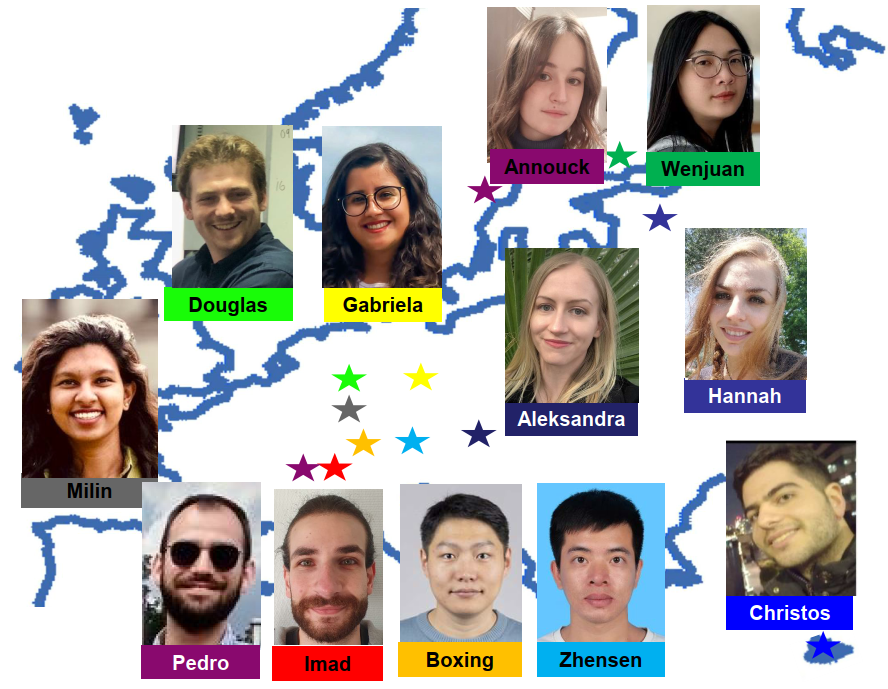 Annouck
Wenjuan
Douglas
Gabriela
Hannah
Aleksandra
Milin
Christos
Pedro
Imad
Boxing
Zhensen